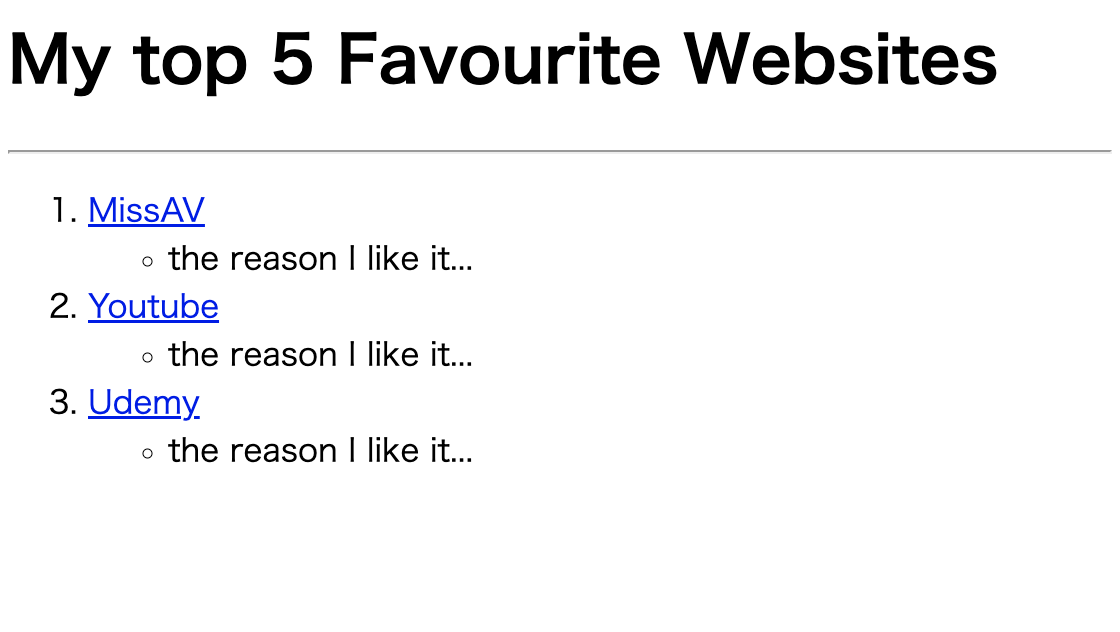 My top 5 Favourite Websites
1. MissAV
◦ the reason I like it...
2. Youtube
◦ the reason I like it...
3. Udemy
◦ the reason I like it...